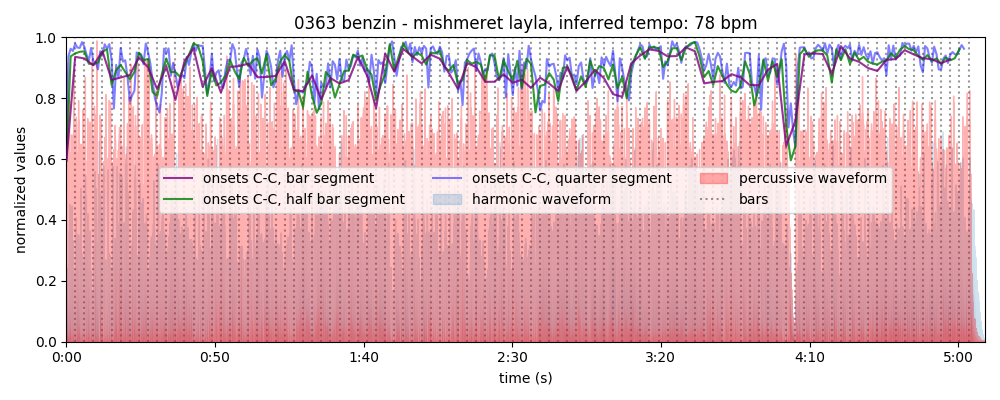 0363 benzin - mishmeret layla, inferred tempo: 78 bpm
1.0
0.8
0.6
0.4
0.2
0.0
normalized values
onsets C-C, bar segment
onsets C-C, half bar segment
onsets C-C, quarter segment
harmonic waveform
percussive waveform
bars
0:00 0:50 1:40 2:30 3:20 4:10 5:00
time (s)